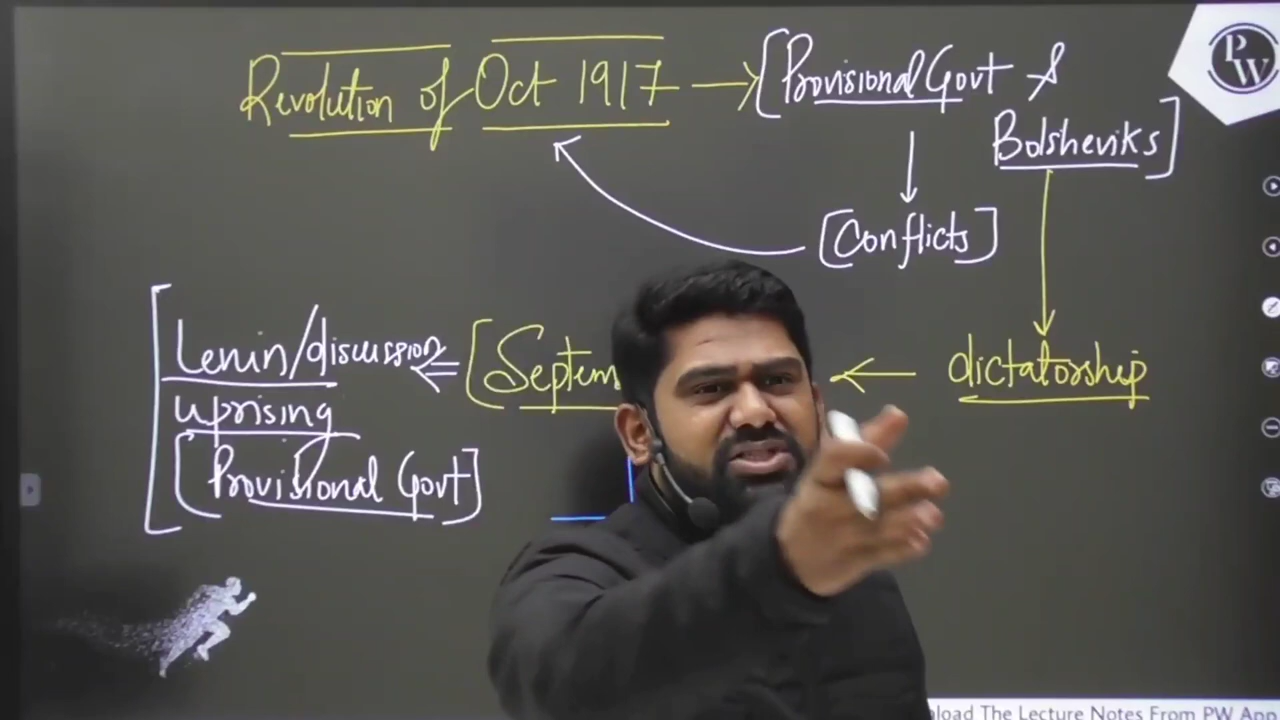 Revolution of Oct 1917 → [Provisional Govt &
Bolsheviks]
[Conflicts]
dictatorship
[Septem
Lenin/discussion
uprising
[Provisional Govt]
PW
load The Lecture Notes From PW App